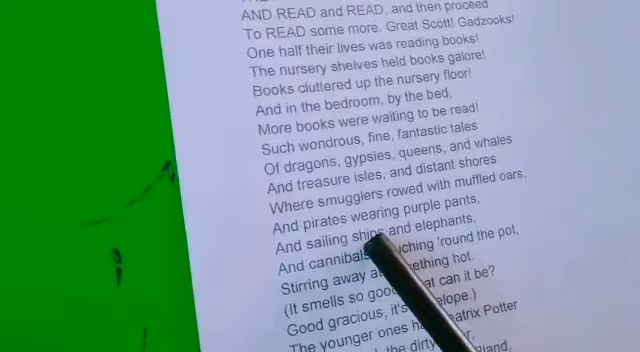 AND READ and READ, and then proceed
To READ some more. Great Scott! Gadzooks!
One half their lives was reading books!
The nursery shelves held books galore!
Books cluttered up the nursery floor!
And in the bedroom, by the bed,
More books were waiting to be read!
Such wondrous, fine, fantastic tales
Of dragons, gypsies, queens, and whales
And treasure isles, and distant shores
Where smugglers rowed with muffled oars,
And pirates wearing purple pants,
And sailing ships and elephants,
And cannibals 'round the pot,
Stirring away at hot.
(It smells so can it be?
Good gracious, it's
The younger ones Potter
the dirty